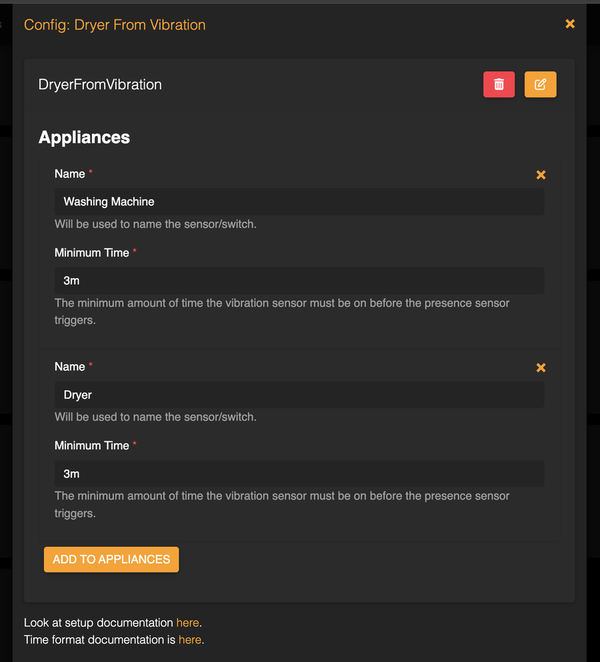 Config: Dryer From Vibration
DryerFromVibration
Appliances
Name *
Washing Machine
Will be used to name the sensor/switch.
Minimum Time *
3m
The minimum amount of time the vibration sensor must be on before the presence sensor
triggers.
Name *
Dryer
Will be used to name the sensor/switch.
Minimum Time *
3m
The minimum amount of time the vibration sensor must be on before the presence sensor
triggers.
ADD TO APPLIANCES
Look at setup documentation here.
Time format documentation is here.